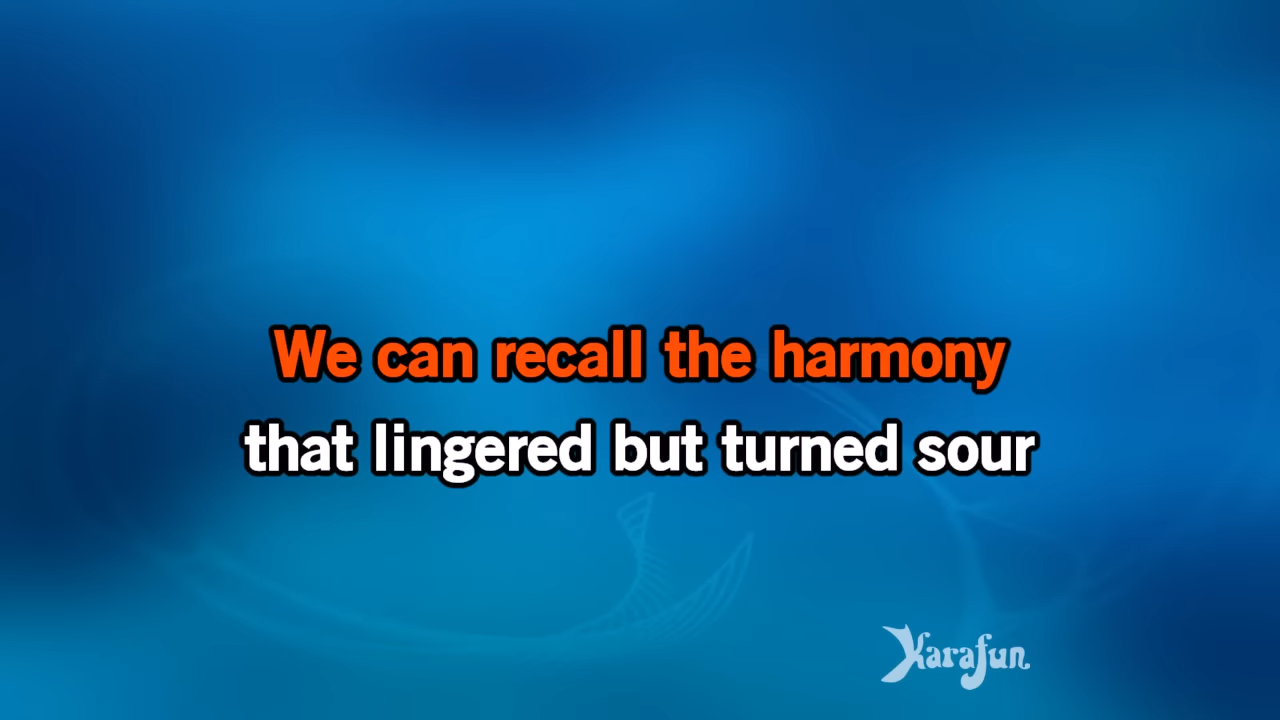 We can recall the harmony
that lingered but turned sour
Karafun